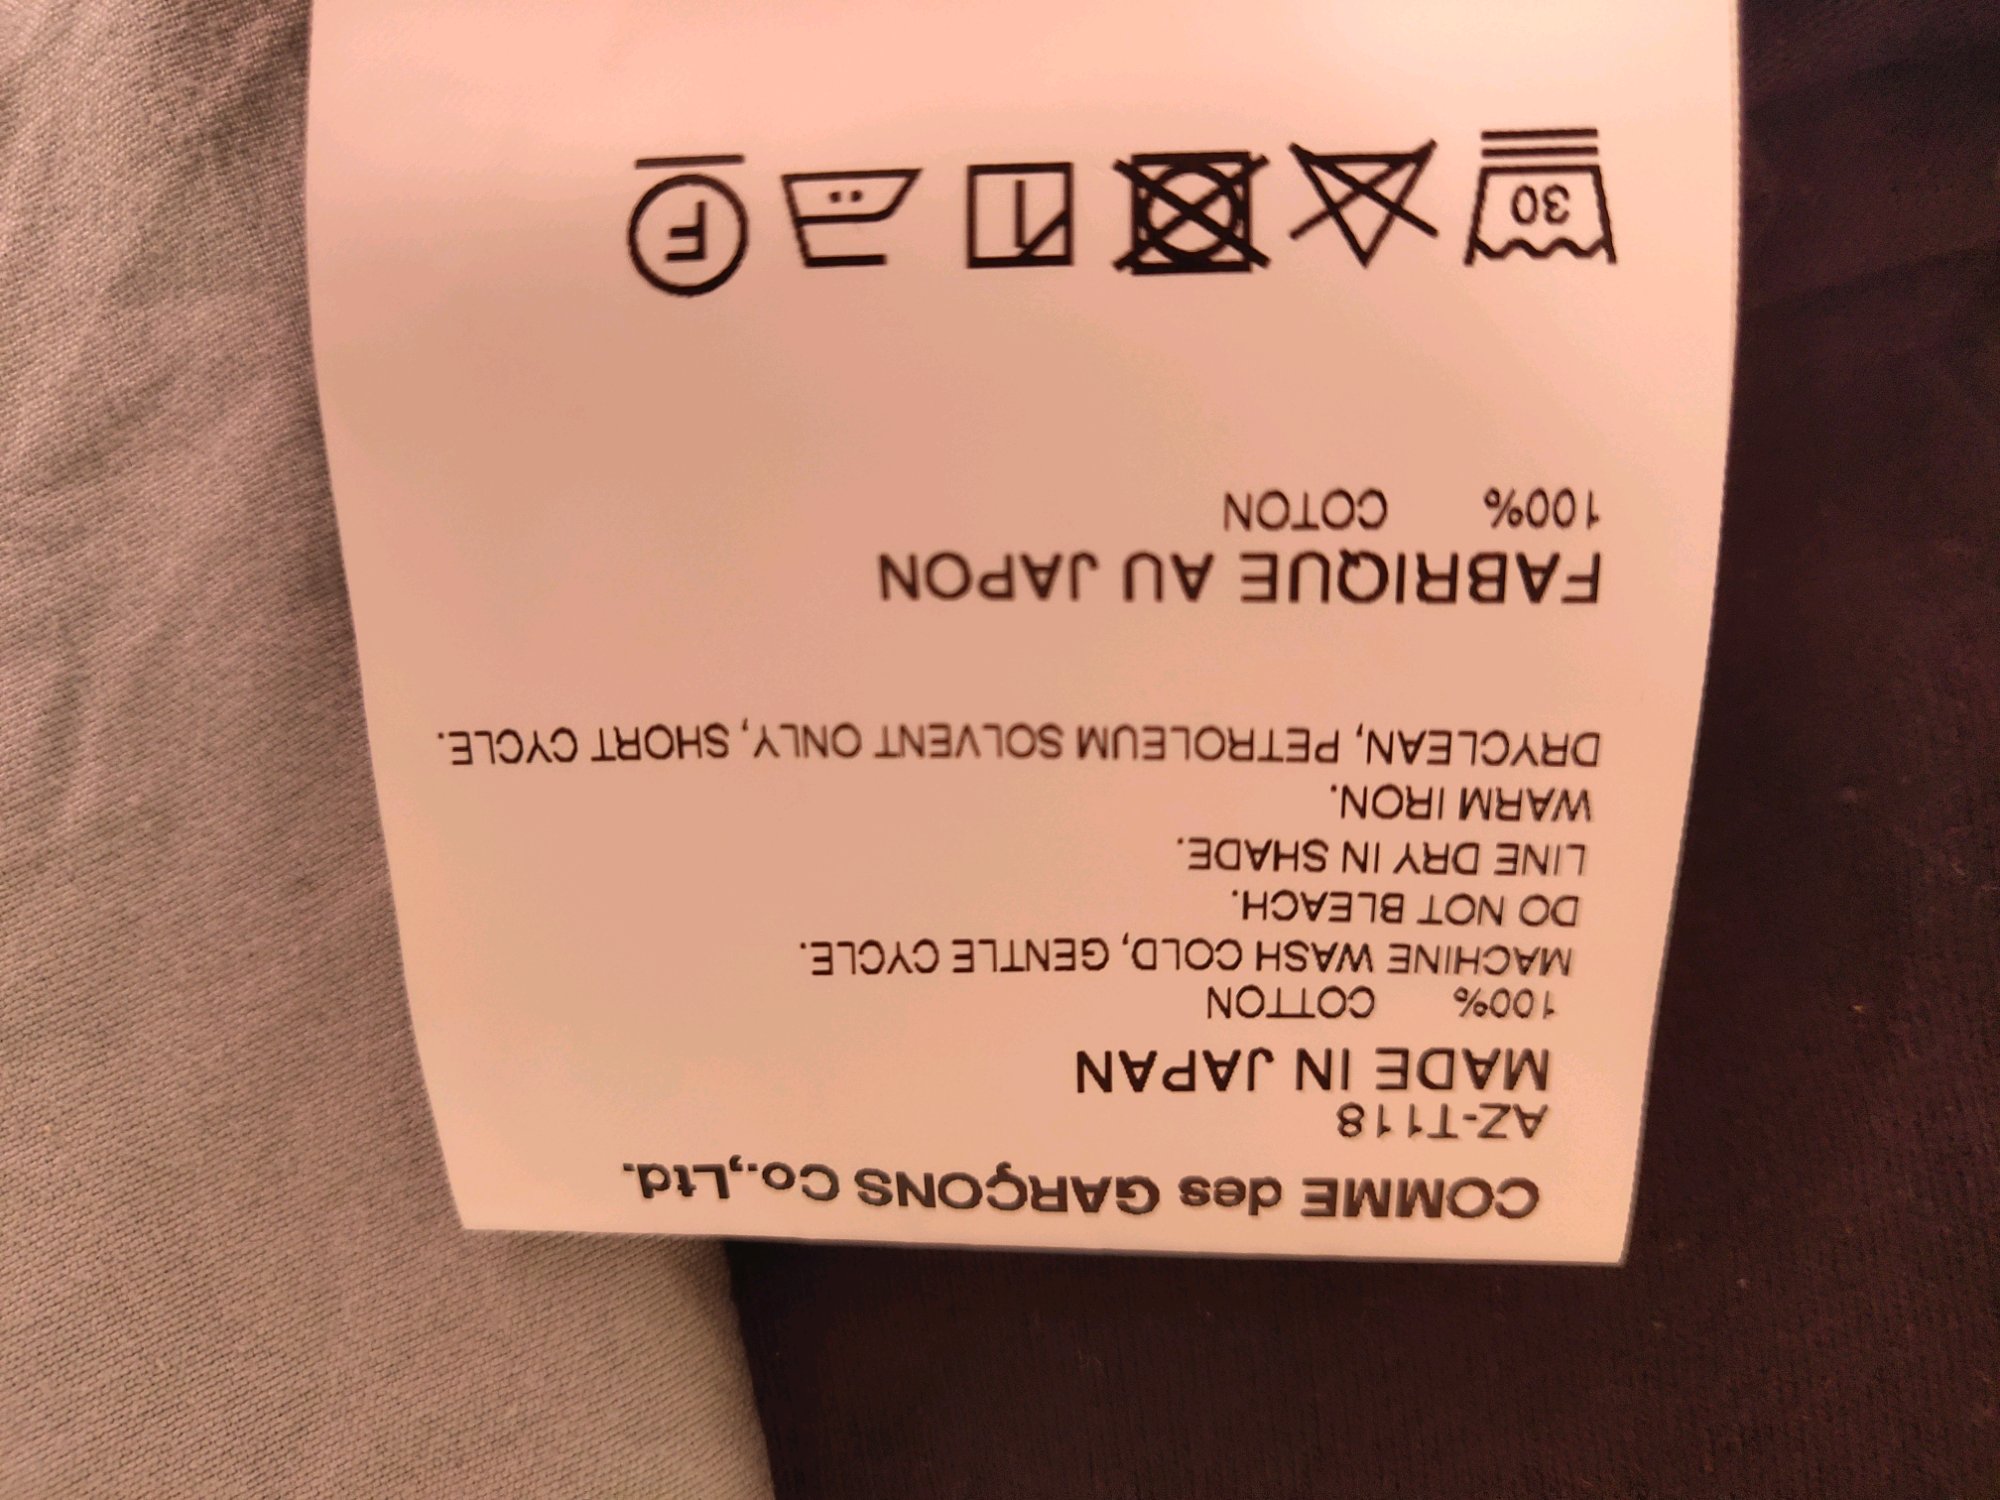 COMME des GARÇONS Co.,Ltd.
AZ-T118
MADE IN JAPAN
100% COTTON
MACHINE WASH COLD, GENTLE CYCLE.
DO NOT BLEACH.
LINE DRY IN SHADE.
WARM IRON.
DRYCLEAN, PETROLEUM SOLVENT ONLY, SHORT CYCLE.
FABRIQUE AU JAPON
100% COTON
30 F